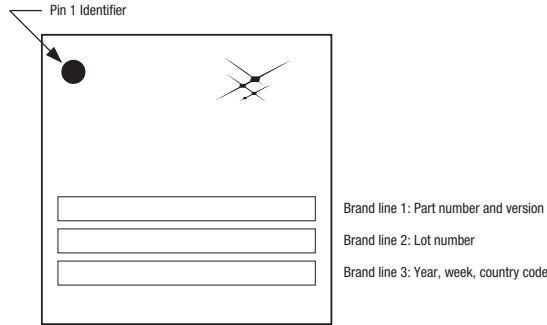 Pin 1 Identifier
Brand line 1: Part number and version
Brand line 2: Lot number
Brand line 3: Year, week, country code